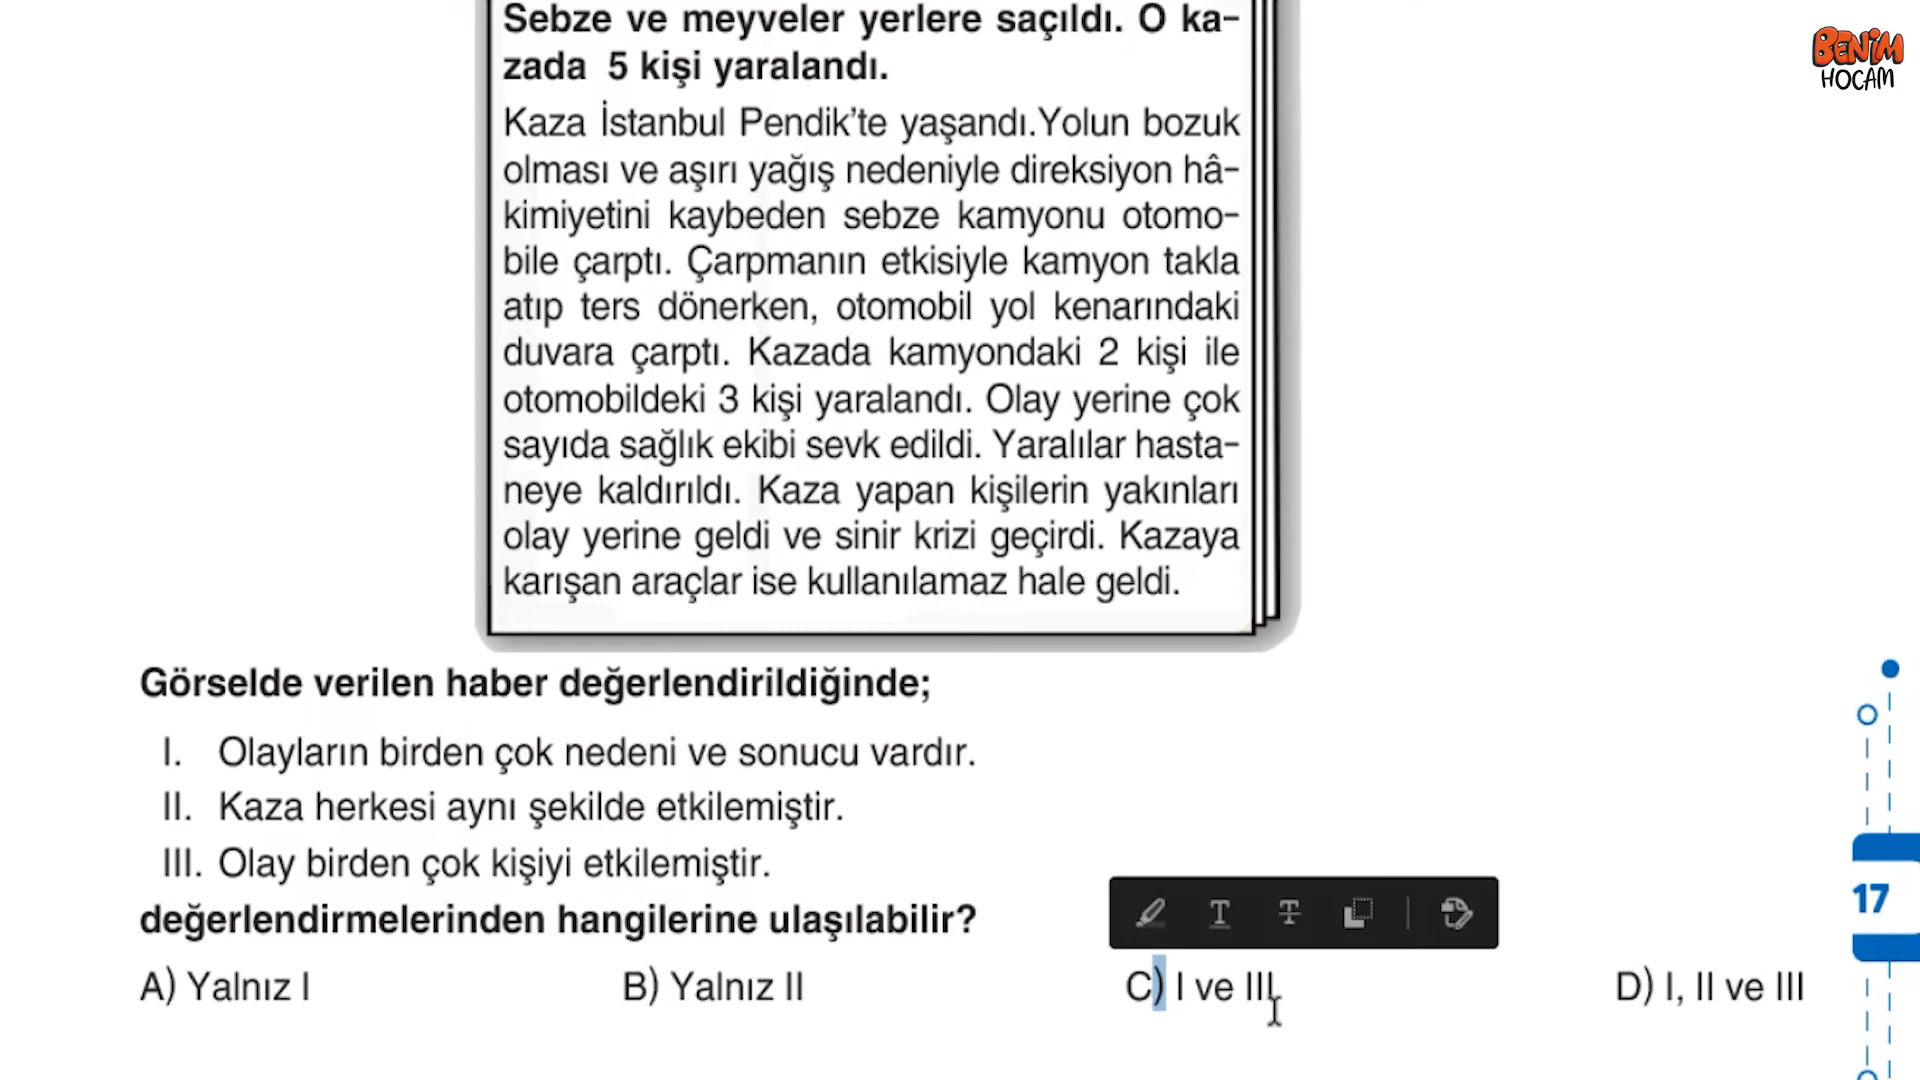 Sebze ve meyveler yerlere saçıldı. O ka-
zada 5 kişi yaralandı.
Kaza İstanbul Pendik'te yaşandı.Yolun bozuk
olması ve aşırı yağış nedeniyle direksiyon hâ-
kimiyetini kaybeden sebze kamyonu otomo-
bile çarptı. Çarpmanın etkisiyle kamyon takla
atıp ters dönerken, otomobil yol kenarındaki
duvara çarptı. Kazada kamyondaki 2 kişi ile
otomobildeki 3 kişi yaralandı. Olay yerine çok
sayıda sağlık ekibi sevk edildi. Yaralılar hasta-
neye kaldırıldı. Kaza yapan kişilerin yakınları
olay yerine geldi ve sinir krizi geçirdi. Kazaya
karışan araçlar ise kullanılamaz hale geldi.
Görselde verilen haber değerlendirildiğinde;
I. Olayların birden çok nedeni ve sonucu vardır.
II. Kaza herkesi aynı şekilde etkilemiştir.
III. Olay birden çok kişiyi etkilemiştir.
değerlendirmelerinden hangilerine ulaşılabilir?
A) Yalnız I B) Yalnız II C) I ve III D) I, II ve III
17
BENİM
HOCAM